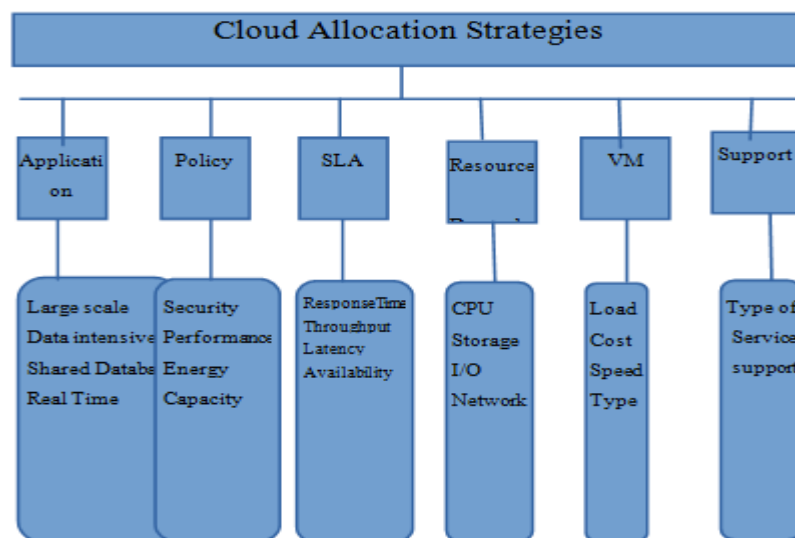 Cloud Allocation Strategies
Applicati
on
Policy
SLA
Resource
VM
Support
Large scale
Data intensive
Shared Databa
Real Time
Security
Performance
Energy
Capacity
ResponseTime
Throughput
Latency
Availability
CPU
Storage
I/O
Network
Load
Cost
Speed
Type
Type of
Service
support